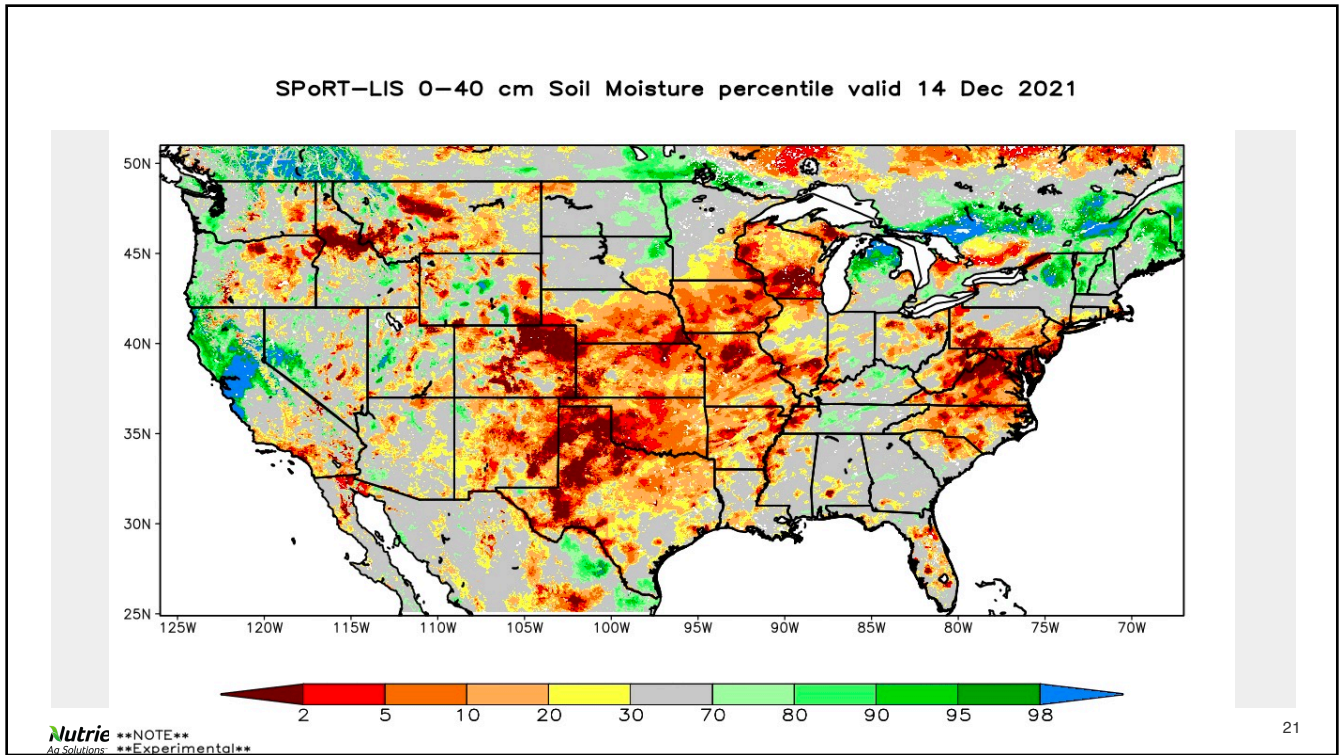 SPoRT-LIS 0-40 cm Soil Moisture percentile valid 14 Dec 2021
50N
45N
40N
35N
30N
25N
125W 120W 115W 110W 105W 100W 95W 90W 85W 80W 75W 70W
2 5 10 20 30 70 80 90 95 98
Nutrie **NOTE**
Ag Solutions **Experimental**
21